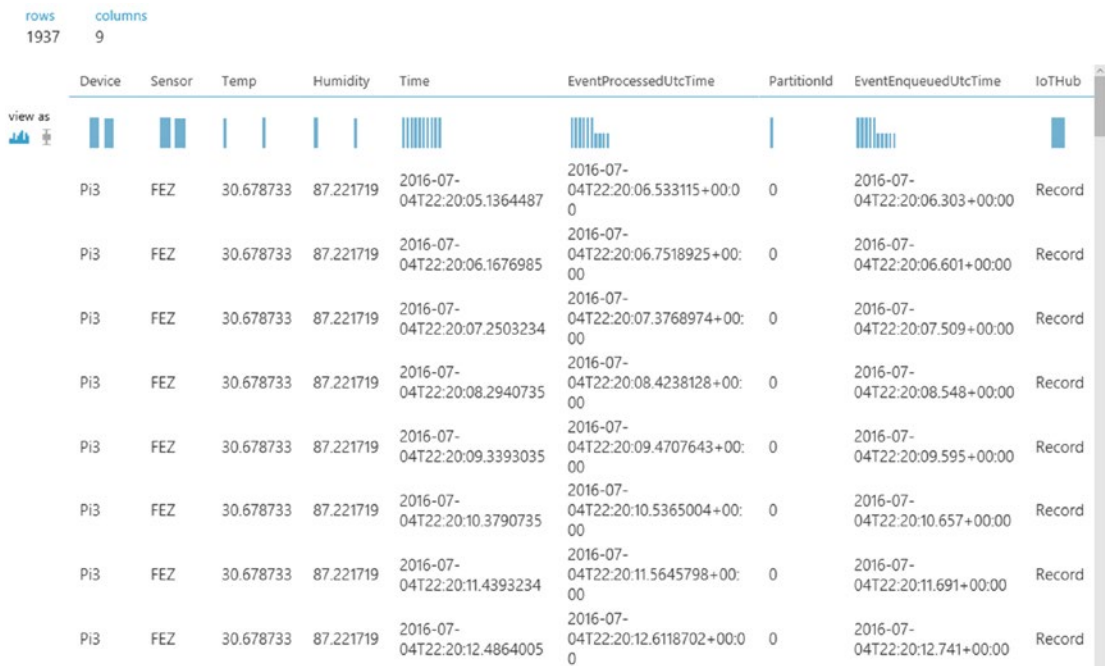 rows columns
1937 9
Device Sensor Temp Humidity Time EventProcessedUtcTime PartitionId EventEnqueuedUtcTime IoTHub
view as
2016-07-
2016-07- 04T22:20:06.533115+00:0 2016-07-
Pi3 FEZ 30.678733 87.221719 04T22:20:05.1364487 0 0 04T22:20:06.303+00:00 Record
2016-07-
2016-07- 04T22:20:06.7518925+00: 2016-07-
Pi3 FEZ 30.678733 87.221719 04T22:20:06.1676985 00 0 04T22:20:06.601+00:00 Record
2016-07-
2016-07- 04T22:20:07.3768974+00: 2016-07-
Pi3 FEZ 30.678733 87.221719 04T22:20:07.2503234 00 0 04T22:20:07.509+00:00 Record
2016-07-
2016-07- 04T22:20:08.4238128+00: 2016-07-
Pi3 FEZ 30.678733 87.221719 04T22:20:08.2940735 00 0 04T22:20:08.548+00:00 Record
2016-07-
2016-07- 04T22:20:09.4707643+00: 2016-07-
Pi3 FEZ 30.678733 87.221719 04T22:20:09.3393035 00 0 04T22:20:09.595+00:00 Record
2016-07-
2016-07- 04T22:20:10.5365004+00: 2016-07-
Pi3 FEZ 30.678733 87.221719 04T22:20:10.3790735 00 0 04T22:20:10.657+00:00 Record
2016-07-
2016-07- 04T22:20:11.5645798+00: 2016-07-
Pi3 FEZ 30.678733 87.221719 04T22:20:11.4393234 00 0 04T22:20:11.691+00:00 Record
2016-07-
2016-07- 04T22:20:12.6118702+00:0 2016-07-
Pi3 FEZ 30.678733 87.221719 04T22:20:12.4864005 0 0 04T22:20:12.741+00:00 Record